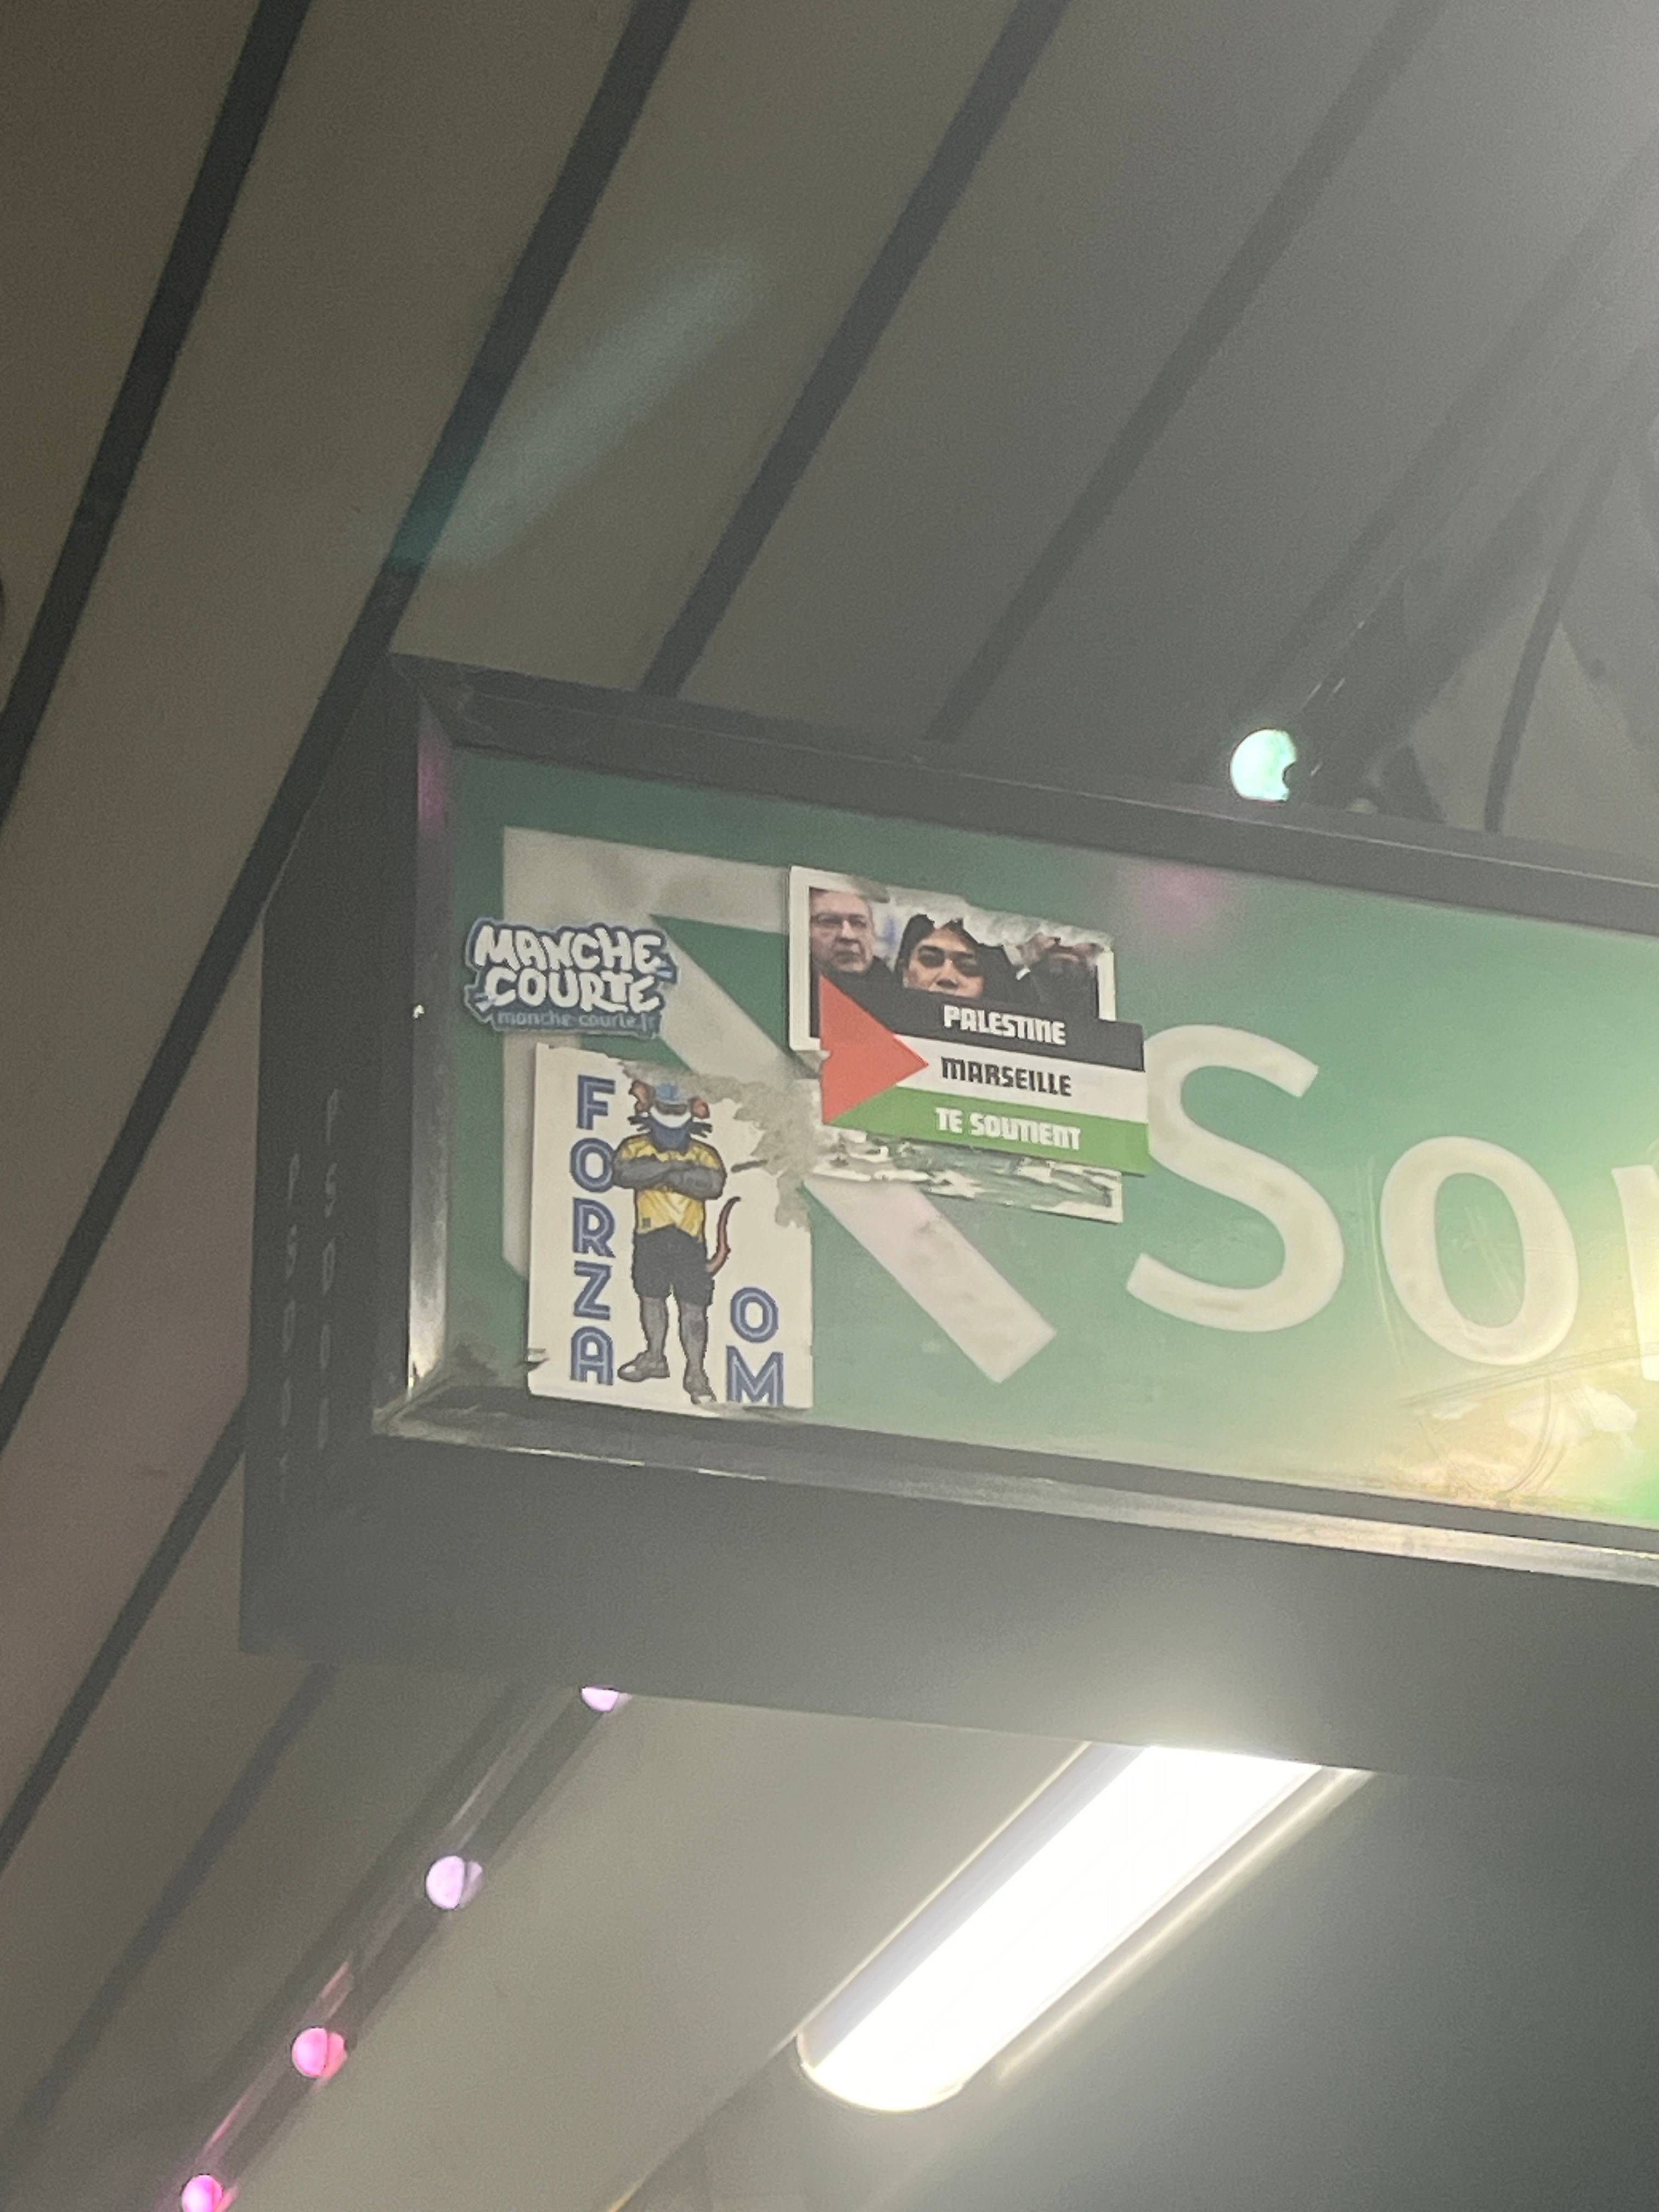 MANCHE
COURTE
manche-courte.fr
PALESTINE
MARSEILLE
TE SOUTIENT
FORZA
OM
So